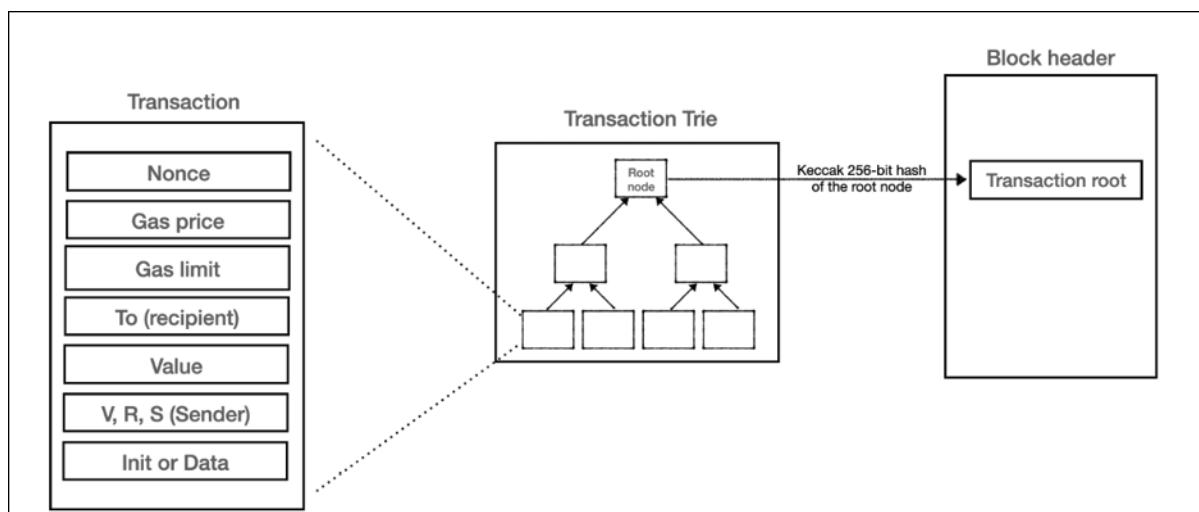 Transaction
Nonce
Gas price
Gas limit
To (recipient)
Value
V, R, S (Sender)
Init or Data
Transaction Trie
Root
node
Keccak 256-bit hash
of the root node
Block header
Transaction root